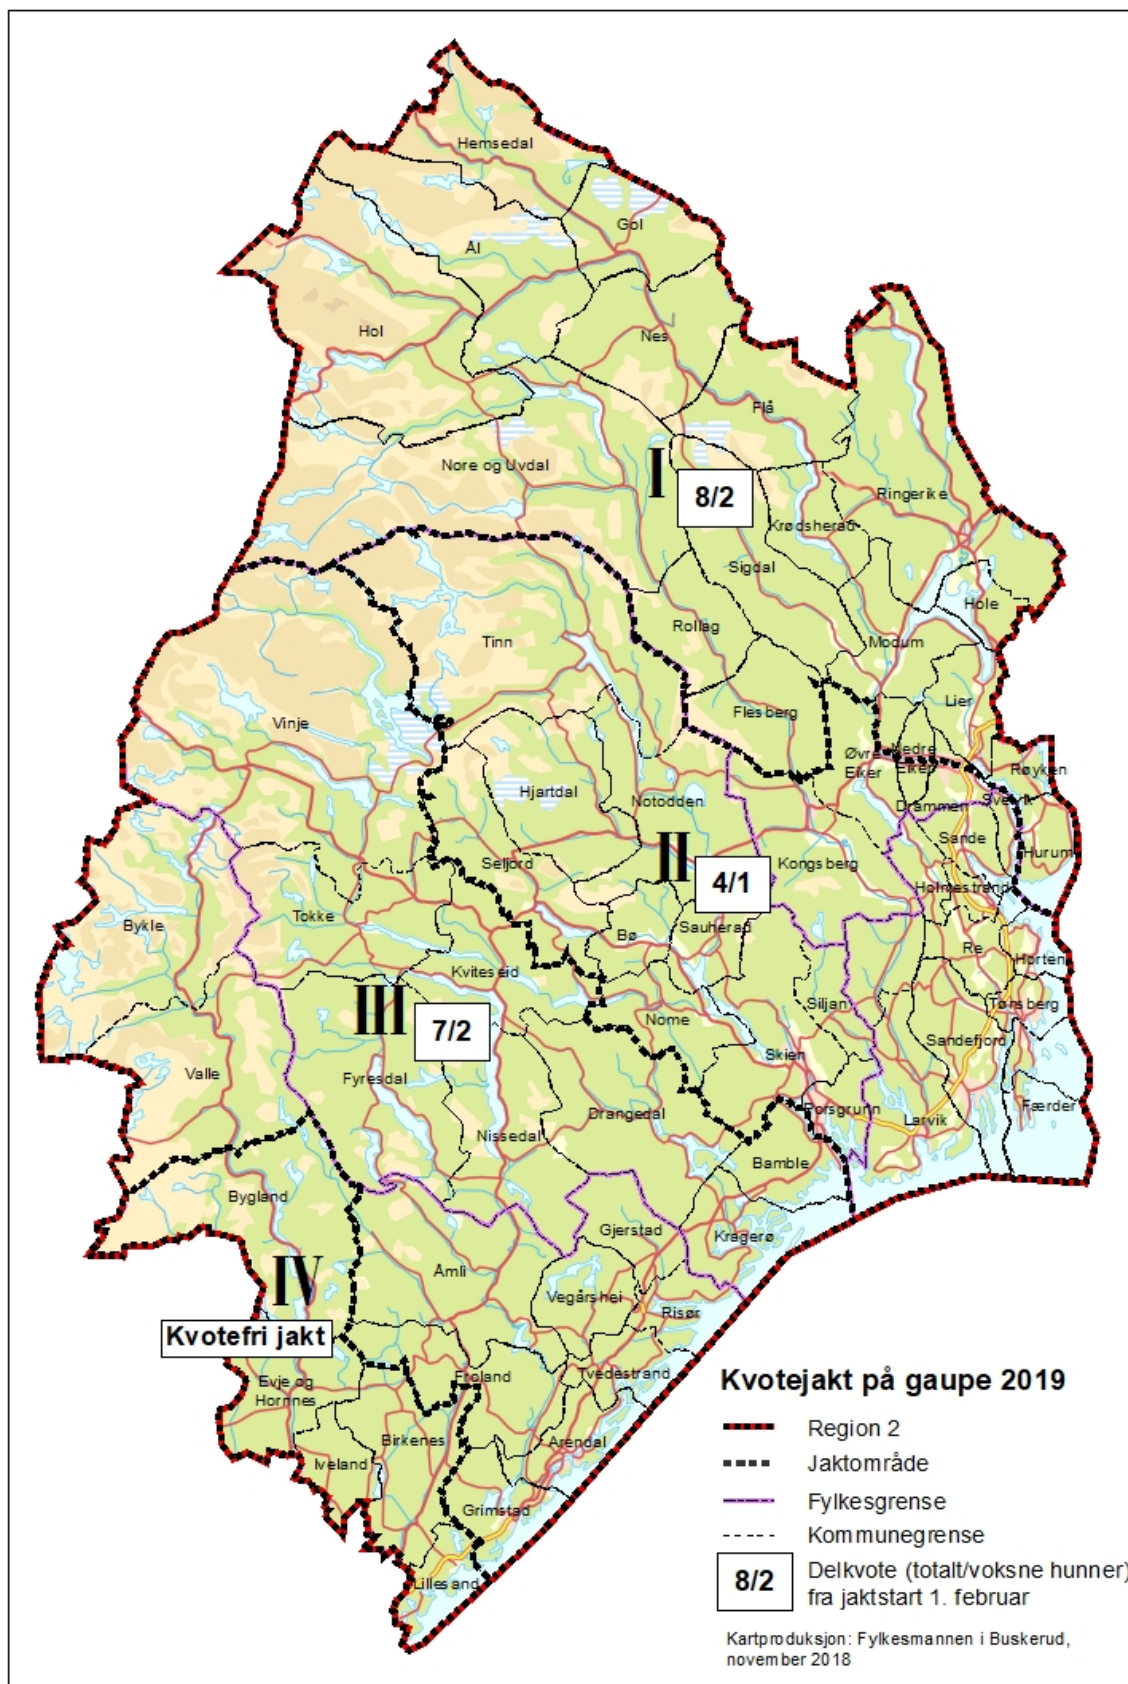 Hemsedal
Gol
Ål
Hol
Nes
Flå
Nore og Uvdal
I
8/2
Ringerike
Krødsherad
Sigdal
Hole
Rollag
Modum
Tinn
Lier
Flesberg
Vinje
Øvre
Eiker
Nedre
Eiker
Røyken
Hjartdal
Notodden
Drammen
Svelvik
Sande
Hurum
Seljord
II
4/1
Kongsberg
Holmestrand
Tokke
Bykle
Bø
Sauherad
Re
Horten
Kviteseid
III
7/2
Nome
Siljan
Tønsberg
Skien
Sandefjord
Valle
Fyresdal
Drangedal
Porsgrunn
Larvik
Færder
Nissedal
Bamble
Bygland
Gjerstad
Kragerø
IV
Åmli
Vegårshei
Risør
Kvotefri jakt
Evje og
Hornnes
Froland
Tvedestrand
Birkenes
Arendal
Iveland
Grimstad
Lillesand
Kvotejakt på gaupe 2019
Region 2
Jaktområde
Fylkesgrense
Kommunegrense
8/2
Delkvote (totalt/voksne hunner)
fra jaktstart 1. februar
Kartproduksjon: Fylkesmannen i Buskerud,
november 2018